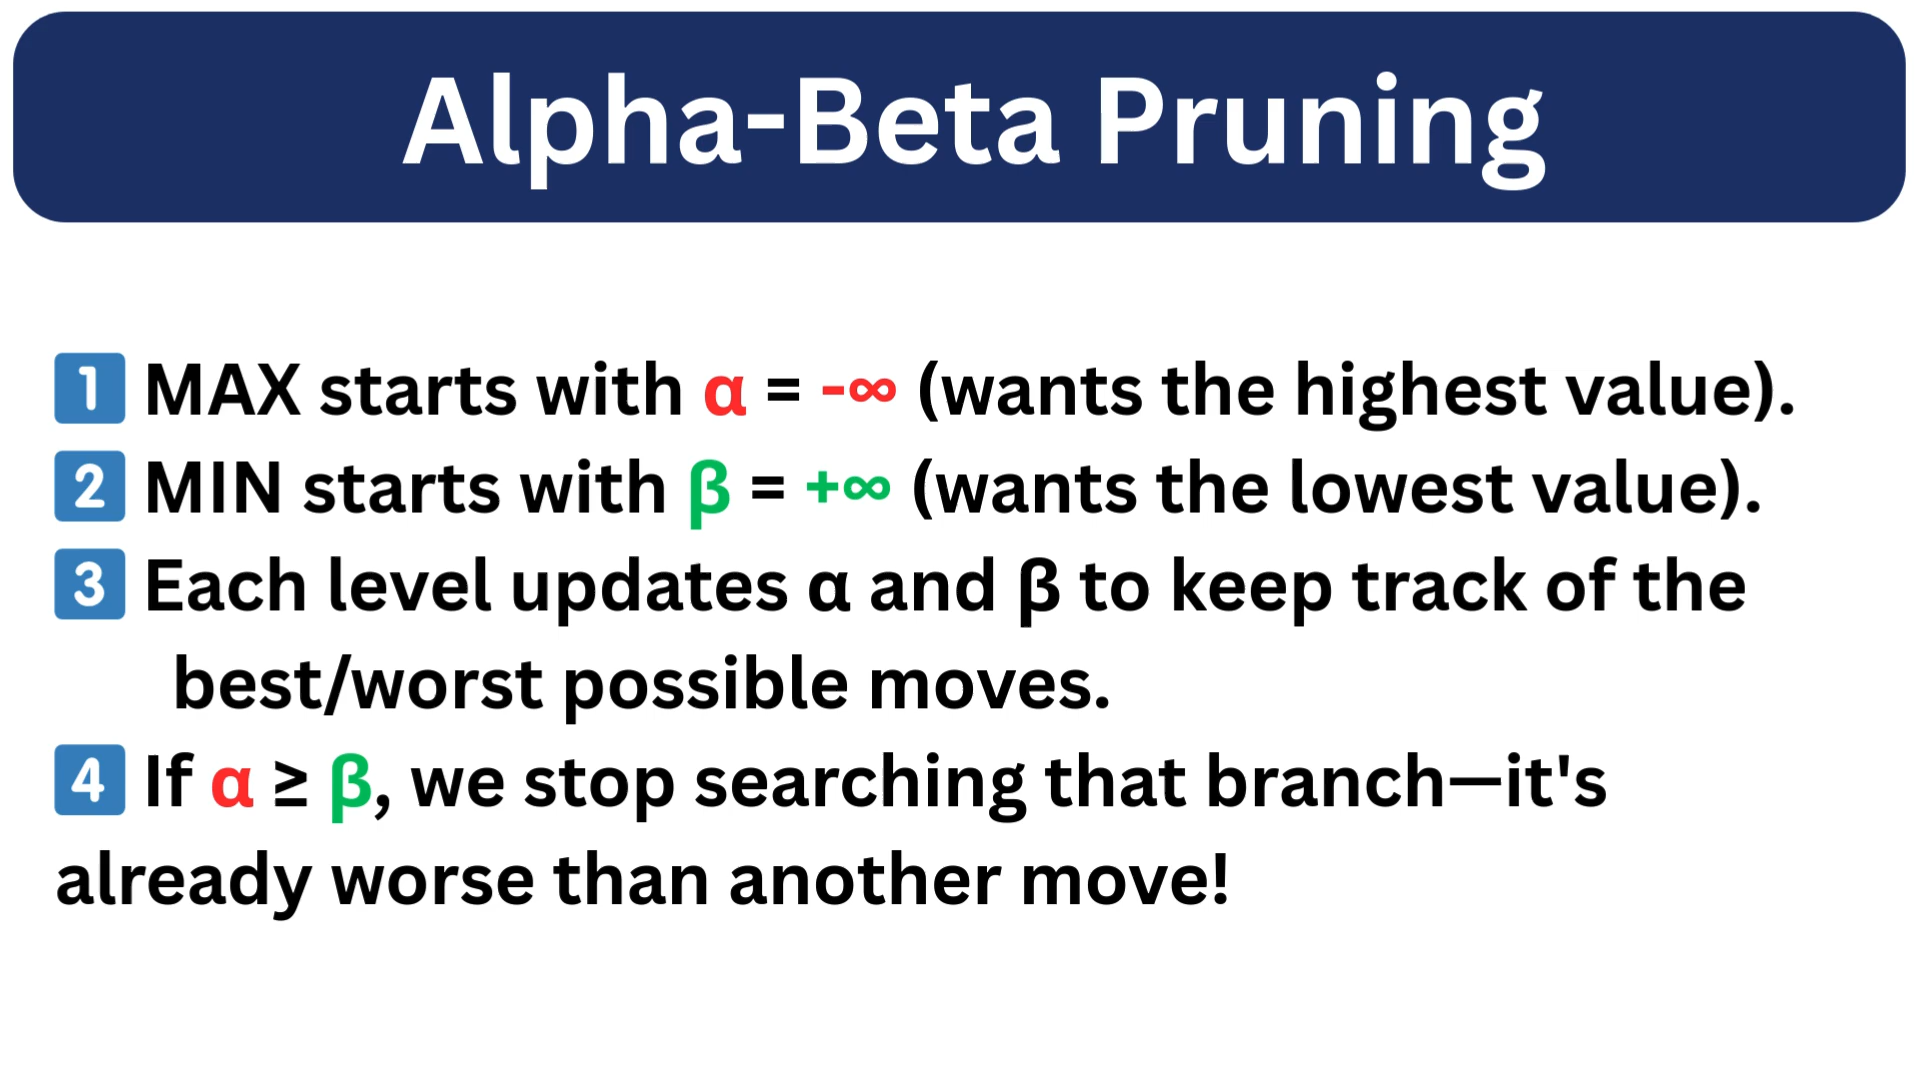 Alpha-Beta Pruning
1 MAX starts with α = -∞ (wants the highest value).
2 MIN starts with β = +∞ (wants the lowest value).
3 Each level updates α and β to keep track of the
best/worst possible moves.
4 If α ≥ β, we stop searching that branch—it's
already worse than another move!